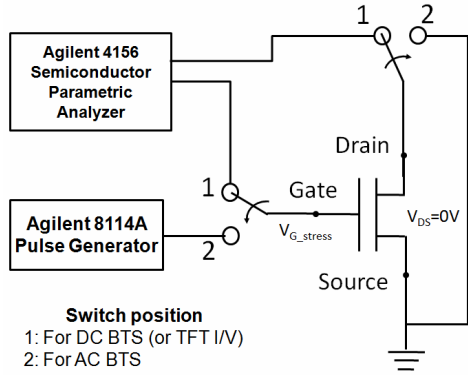 1
2
Agilent 4156
Semiconductor
Parametric
Analyzer
Drain
1
Gate
V_DS=0V
Agilent 8114A
Pulse Generator
2
V_G_stress
Source
Switch position
1: For DC BTS (or TFT I/V)
2: For AC BTS